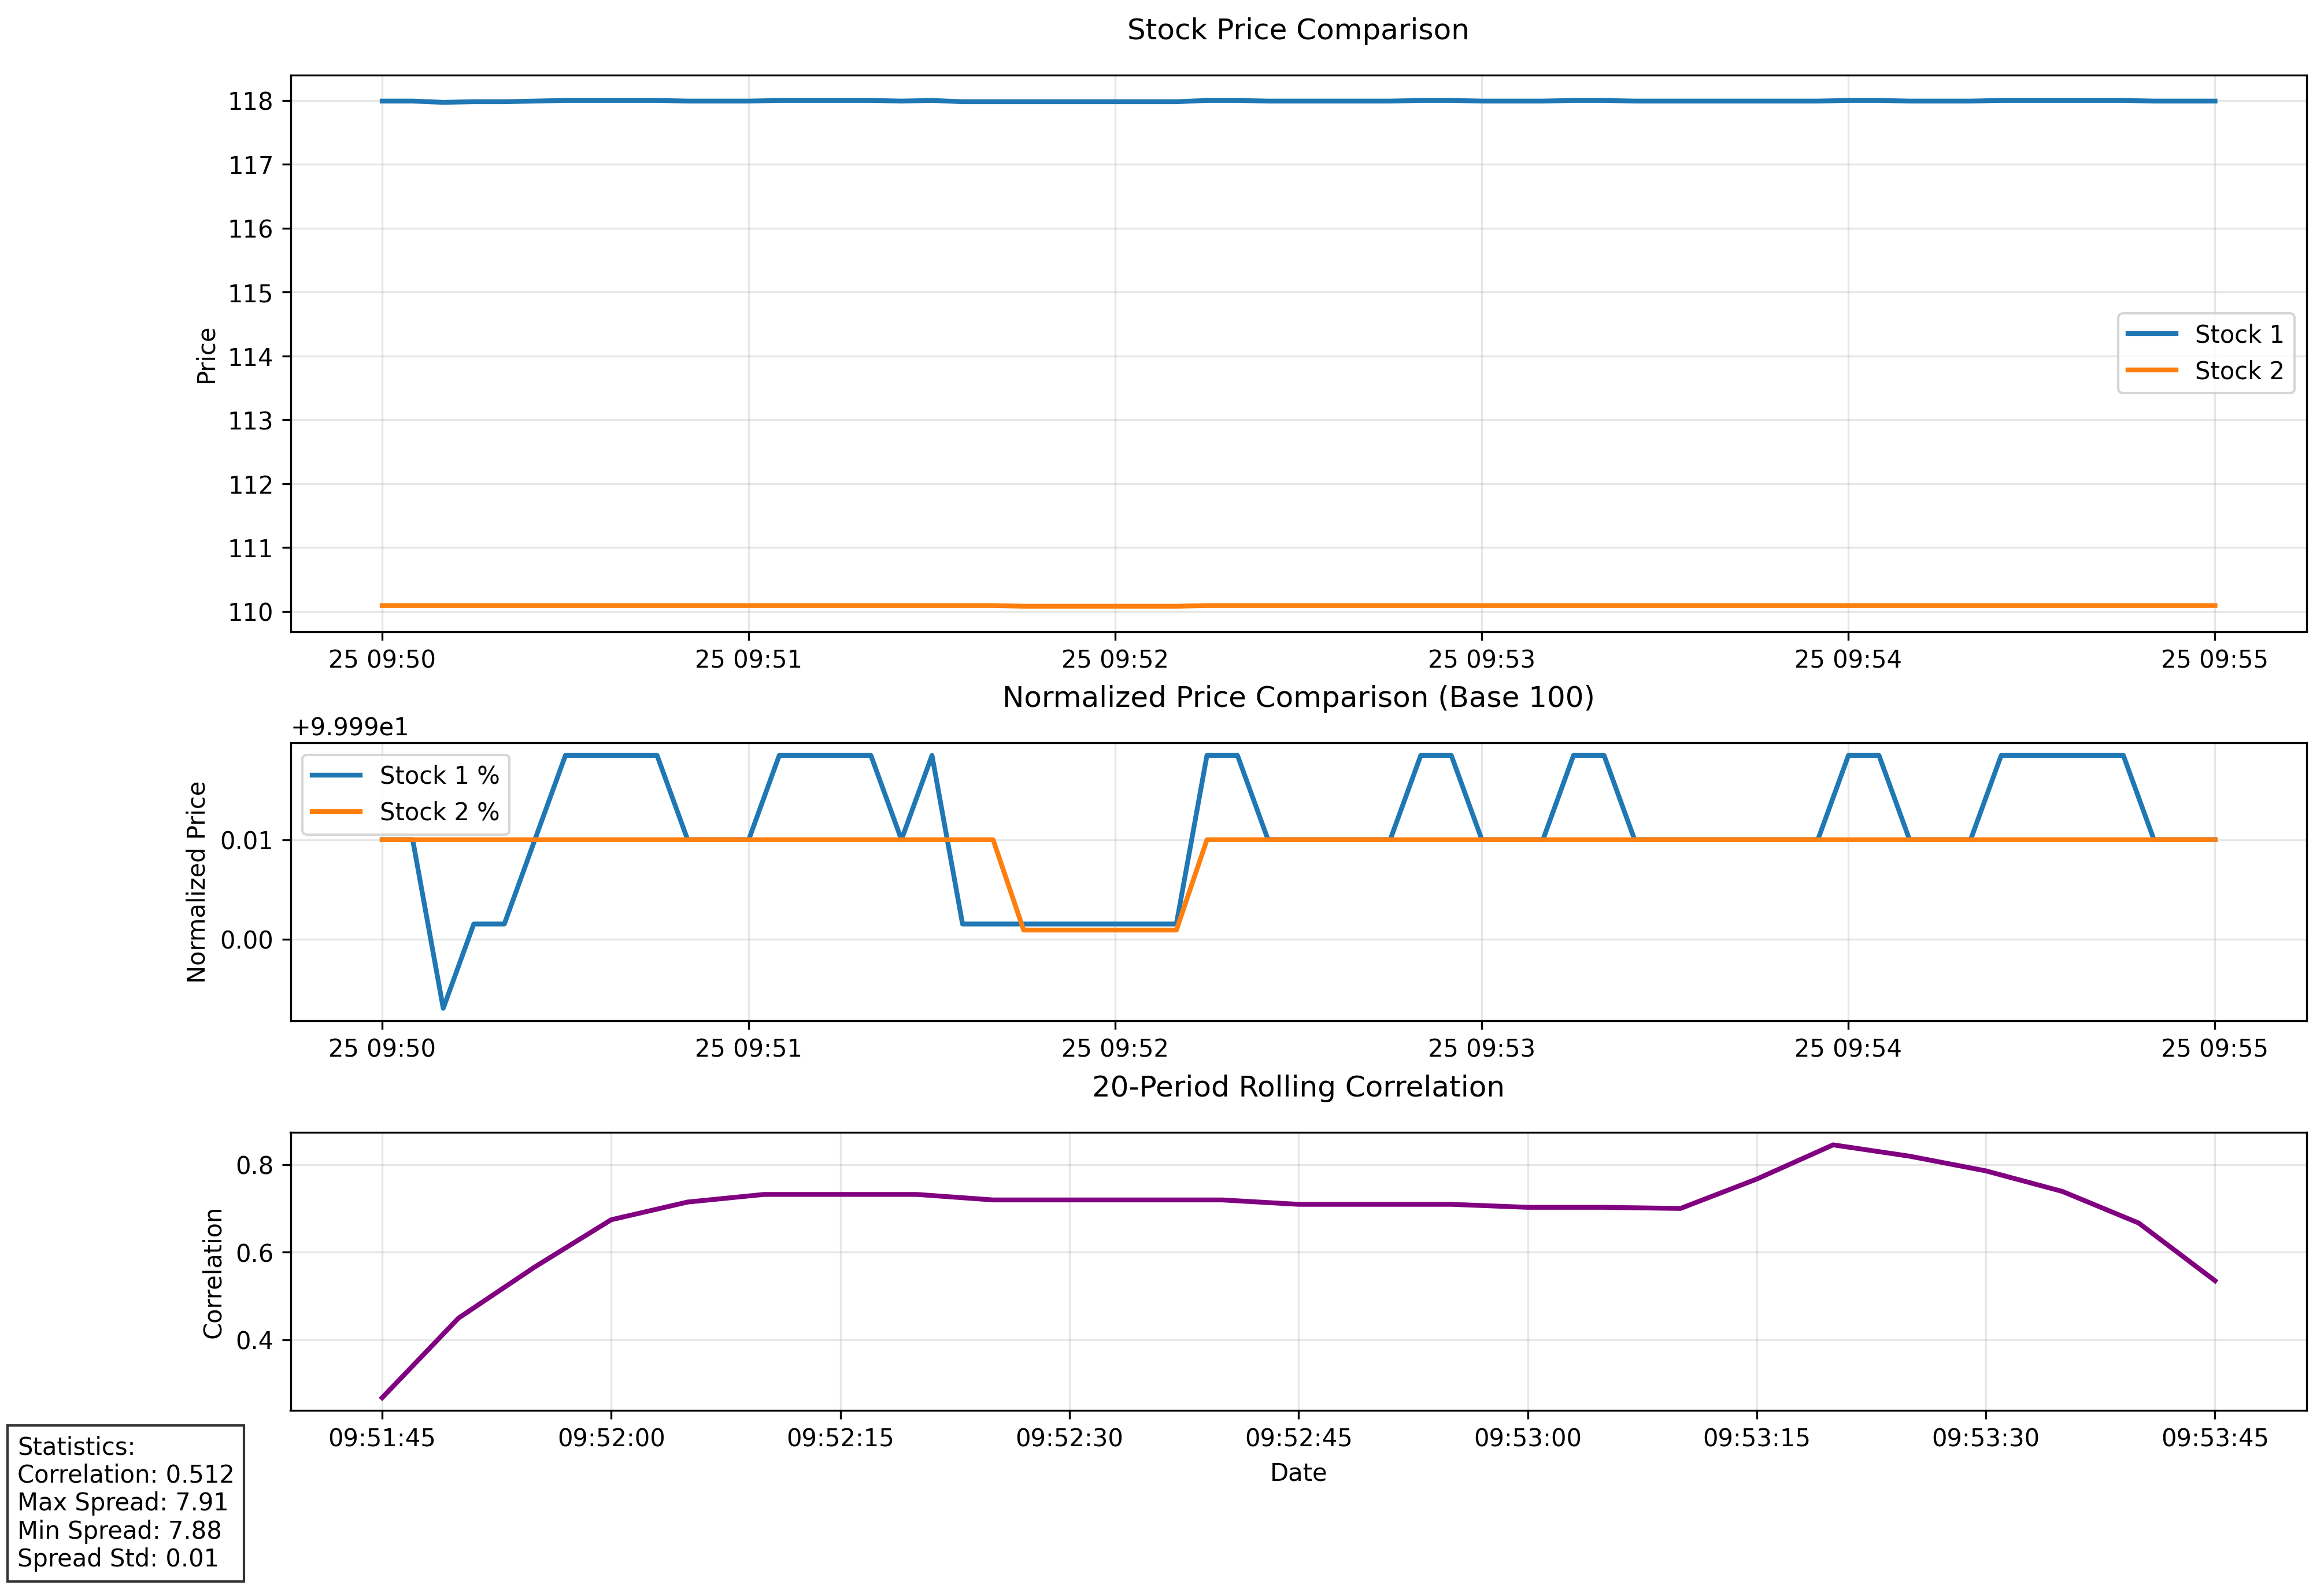 Stock Price Comparison
118
117
116
115
114
113
112
111
110
Price
Stock 1
Stock 2
25 09:50 25 09:51 25 09:52 25 09:53 25 09:54 25 09:55
Normalized Price Comparison (Base 100)
+9.999e1
Stock 1 %
Stock 2 %
0.01
0.00
Normalized Price
25 09:50 25 09:51 25 09:52 25 09:53 25 09:54 25 09:55
20-Period Rolling Correlation
0.8
0.6
0.4
Correlation
09:51:45 09:52:00 09:52:15 09:52:30 09:52:45 09:53:00 09:53:15 09:53:30 09:53:45
Date
Statistics:
Correlation: 0.512
Max Spread: 7.91
Min Spread: 7.88
Spread Std: 0.01